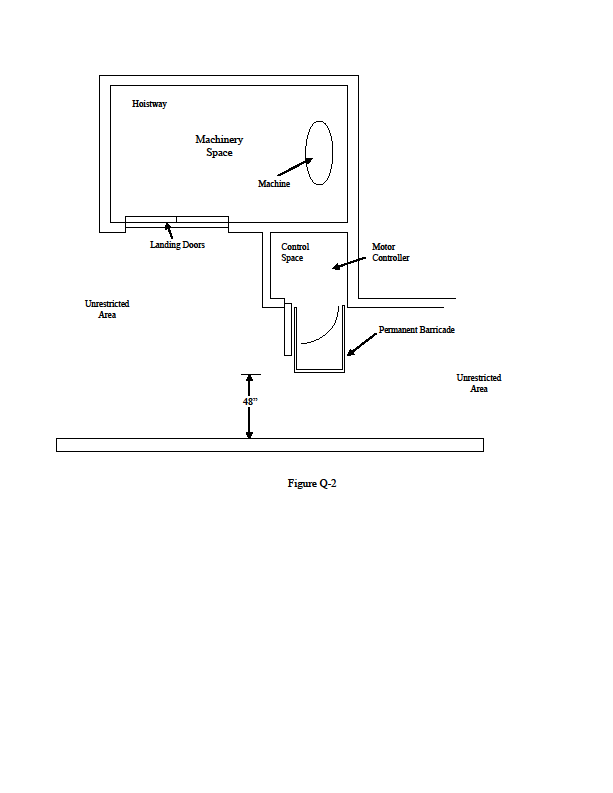 Hoistway
Machinery
Space
Machine
Landing Doors
Control
Space
Motor
Controller
Unrestricted
Area
Permanent Barricade
Unrestricted
Area
48”
Figure Q-2